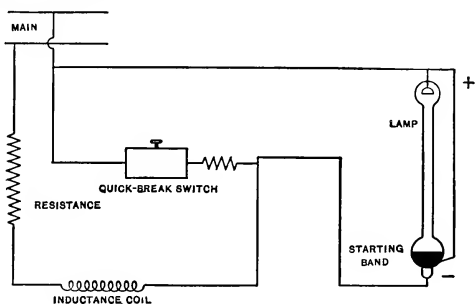 MAIN
+
LAMP
QUICK-BREAK SWITCH
RESISTANCE
STARTING
BAND
−
INDUCTANCE COIL